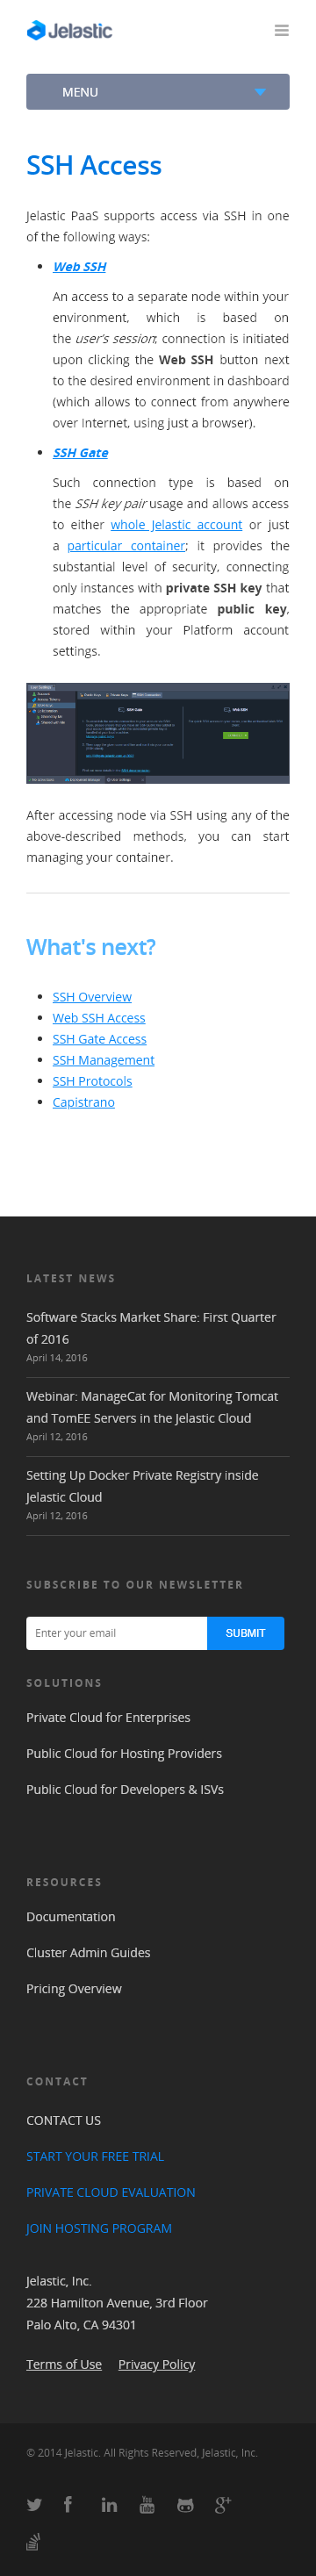 Jelastic
MENU
SSH Access
Jelastic PaaS supports access via SSH in one
of the following ways:
Web SSH
An access to a separate node within your
environment, which is based on
the user's session; connection is initiated
upon clicking the Web SSH button next
to the desired environment in dashboard
(which allows to connect from anywhere
over Internet, using just a browser).
SSH Gate
Such connection type is based on
the SSH key pair usage and allows access
to either whole Jelastic account or just
a particular container; it provides the
substantial level of security, connecting
only instances with private SSH key that
matches the appropriate public key,
stored within your Platform account
settings.
SSH Gate
Web SSH
After accessing node via SSH using any of the
above-described methods, you can start
managing your container.
What's next?
SSH Overview
Web SSH Access
SSH Gate Access
SSH Management
SSH Protocols
Capistrano
LATEST NEWS
Software Stacks Market Share: First Quarter
of 2016
April 14, 2016
Webinar: ManageCat for Monitoring Tomcat
and TomEE Servers in the Jelastic Cloud
April 12, 2016
Setting Up Docker Private Registry inside
Jelastic Cloud
April 12, 2016
SUBSCRIBE TO OUR NEWSLETTER
Enter your email
SUBMIT
SOLUTIONS
Private Cloud for Enterprises
Public Cloud for Hosting Providers
Public Cloud for Developers & ISVs
RESOURCES
Documentation
Cluster Admin Guides
Pricing Overview
CONTACT
CONTACT US
START YOUR FREE TRIAL
PRIVATE CLOUD EVALUATION
JOIN HOSTING PROGRAM
Jelastic, Inc.
228 Hamilton Avenue, 3rd Floor
Palo Alto, CA 94301
Terms of Use Privacy Policy
© 2014 Jelastic. All Rights Reserved, Jelastic, Inc.